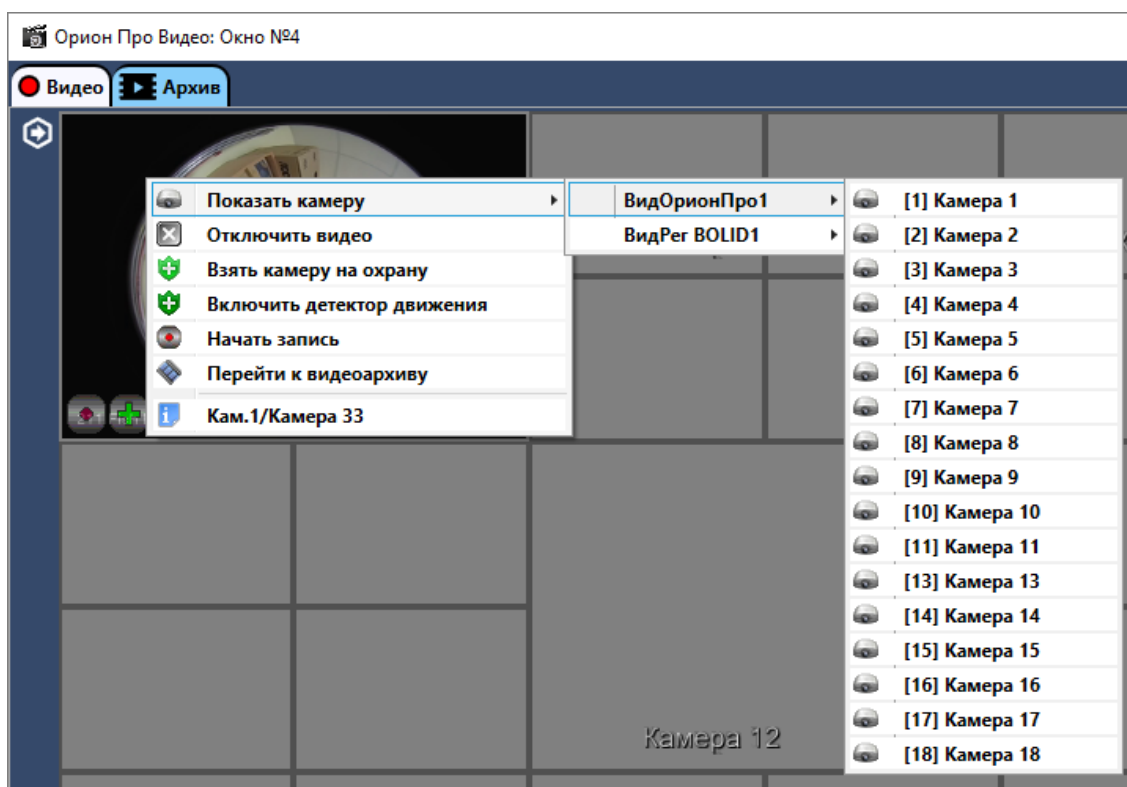 Орион Про Видео: Окно №4
Видео
Архив
Показать камеру
Отключить видео
Взять камеру на охрану
Включить детектор движения
Начать запись
Перейти к видеоархиву
Кам.1/Камера 33
ВидОрионПро1
ВидРег BOLID1
[1] Камера 1
[2] Камера 2
[3] Камера 3
[4] Камера 4
[5] Камера 5
[6] Камера 6
[7] Камера 7
[8] Камера 8
[9] Камера 9
[10] Камера 10
[11] Камера 11
[13] Камера 13
[14] Камера 14
[15] Камера 15
[16] Камера 16
[17] Камера 17
[18] Камера 18
Камера 12